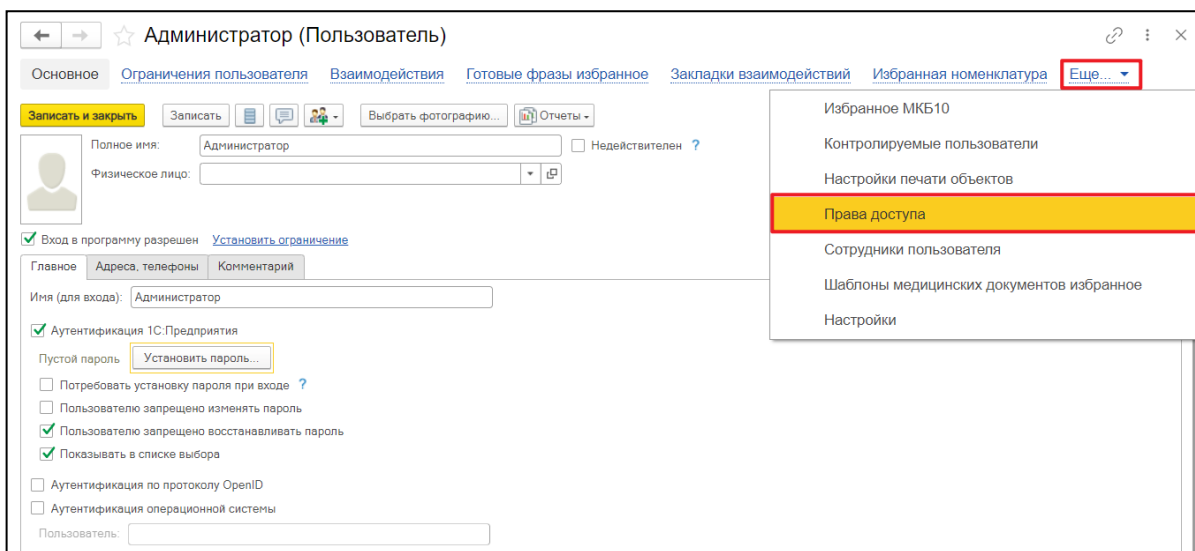 Администратор (Пользователь)
Основное Ограничения пользователя Взаимодействия Готовые фразы избранное Закладки взаимодействий Избранная номенклатура Еще...
Записать и закрыть Записать Выбрать фотографию... Отчеты
Полное имя: Администратор Недействителен ?
Физическое лицо:
Вход в программу разрешен Установить ограничение
Главное Адреса, телефоны Комментарий
Имя (для входа): Администратор
Аутентификация 1С:Предприятия
Пустой пароль Установить пароль...
Потребовать установку пароля при входе ?
Пользователю запрещено изменять пароль
Пользователю запрещено восстанавливать пароль
Показывать в списке выбора
Аутентификация по протоколу OpenID
Аутентификация операционной системы
Пользователь:
Избранное МКБ10
Контролируемые пользователи
Настройки печати объектов
Права доступа
Сотрудники пользователя
Шаблоны медицинских документов избранное
Настройки